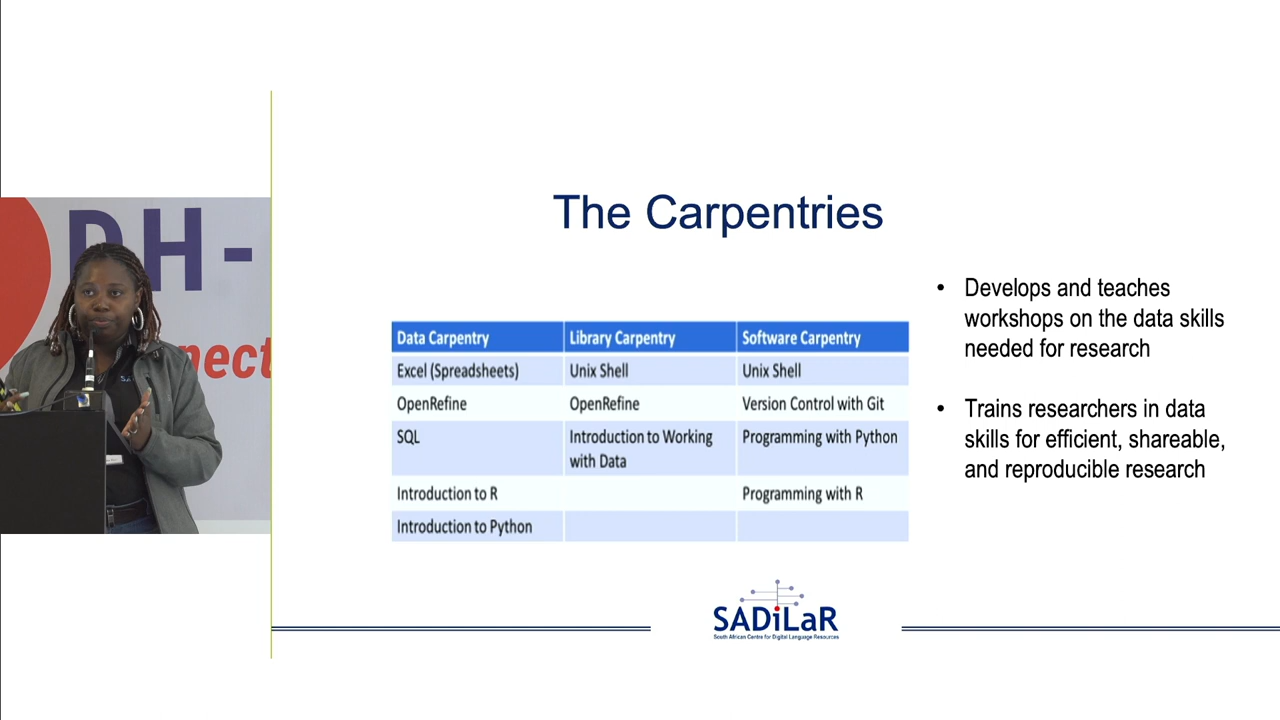 DH-
nect
The Carpentries
Data Carpentry Library Carpentry Software Carpentry
Excel (Spreadsheets) Unix Shell Unix Shell
OpenRefine OpenRefine Version Control with Git
SQL Introduction to Working with Data Programming with Python
Introduction to R Programming with R
Introduction to Python
• Develops and teaches
workshops on the data skills
needed for research
• Trains researchers in data
skills for efficient, shareable,
and reproducible research
SADiLaR
South African Centre for Digital Language Resources